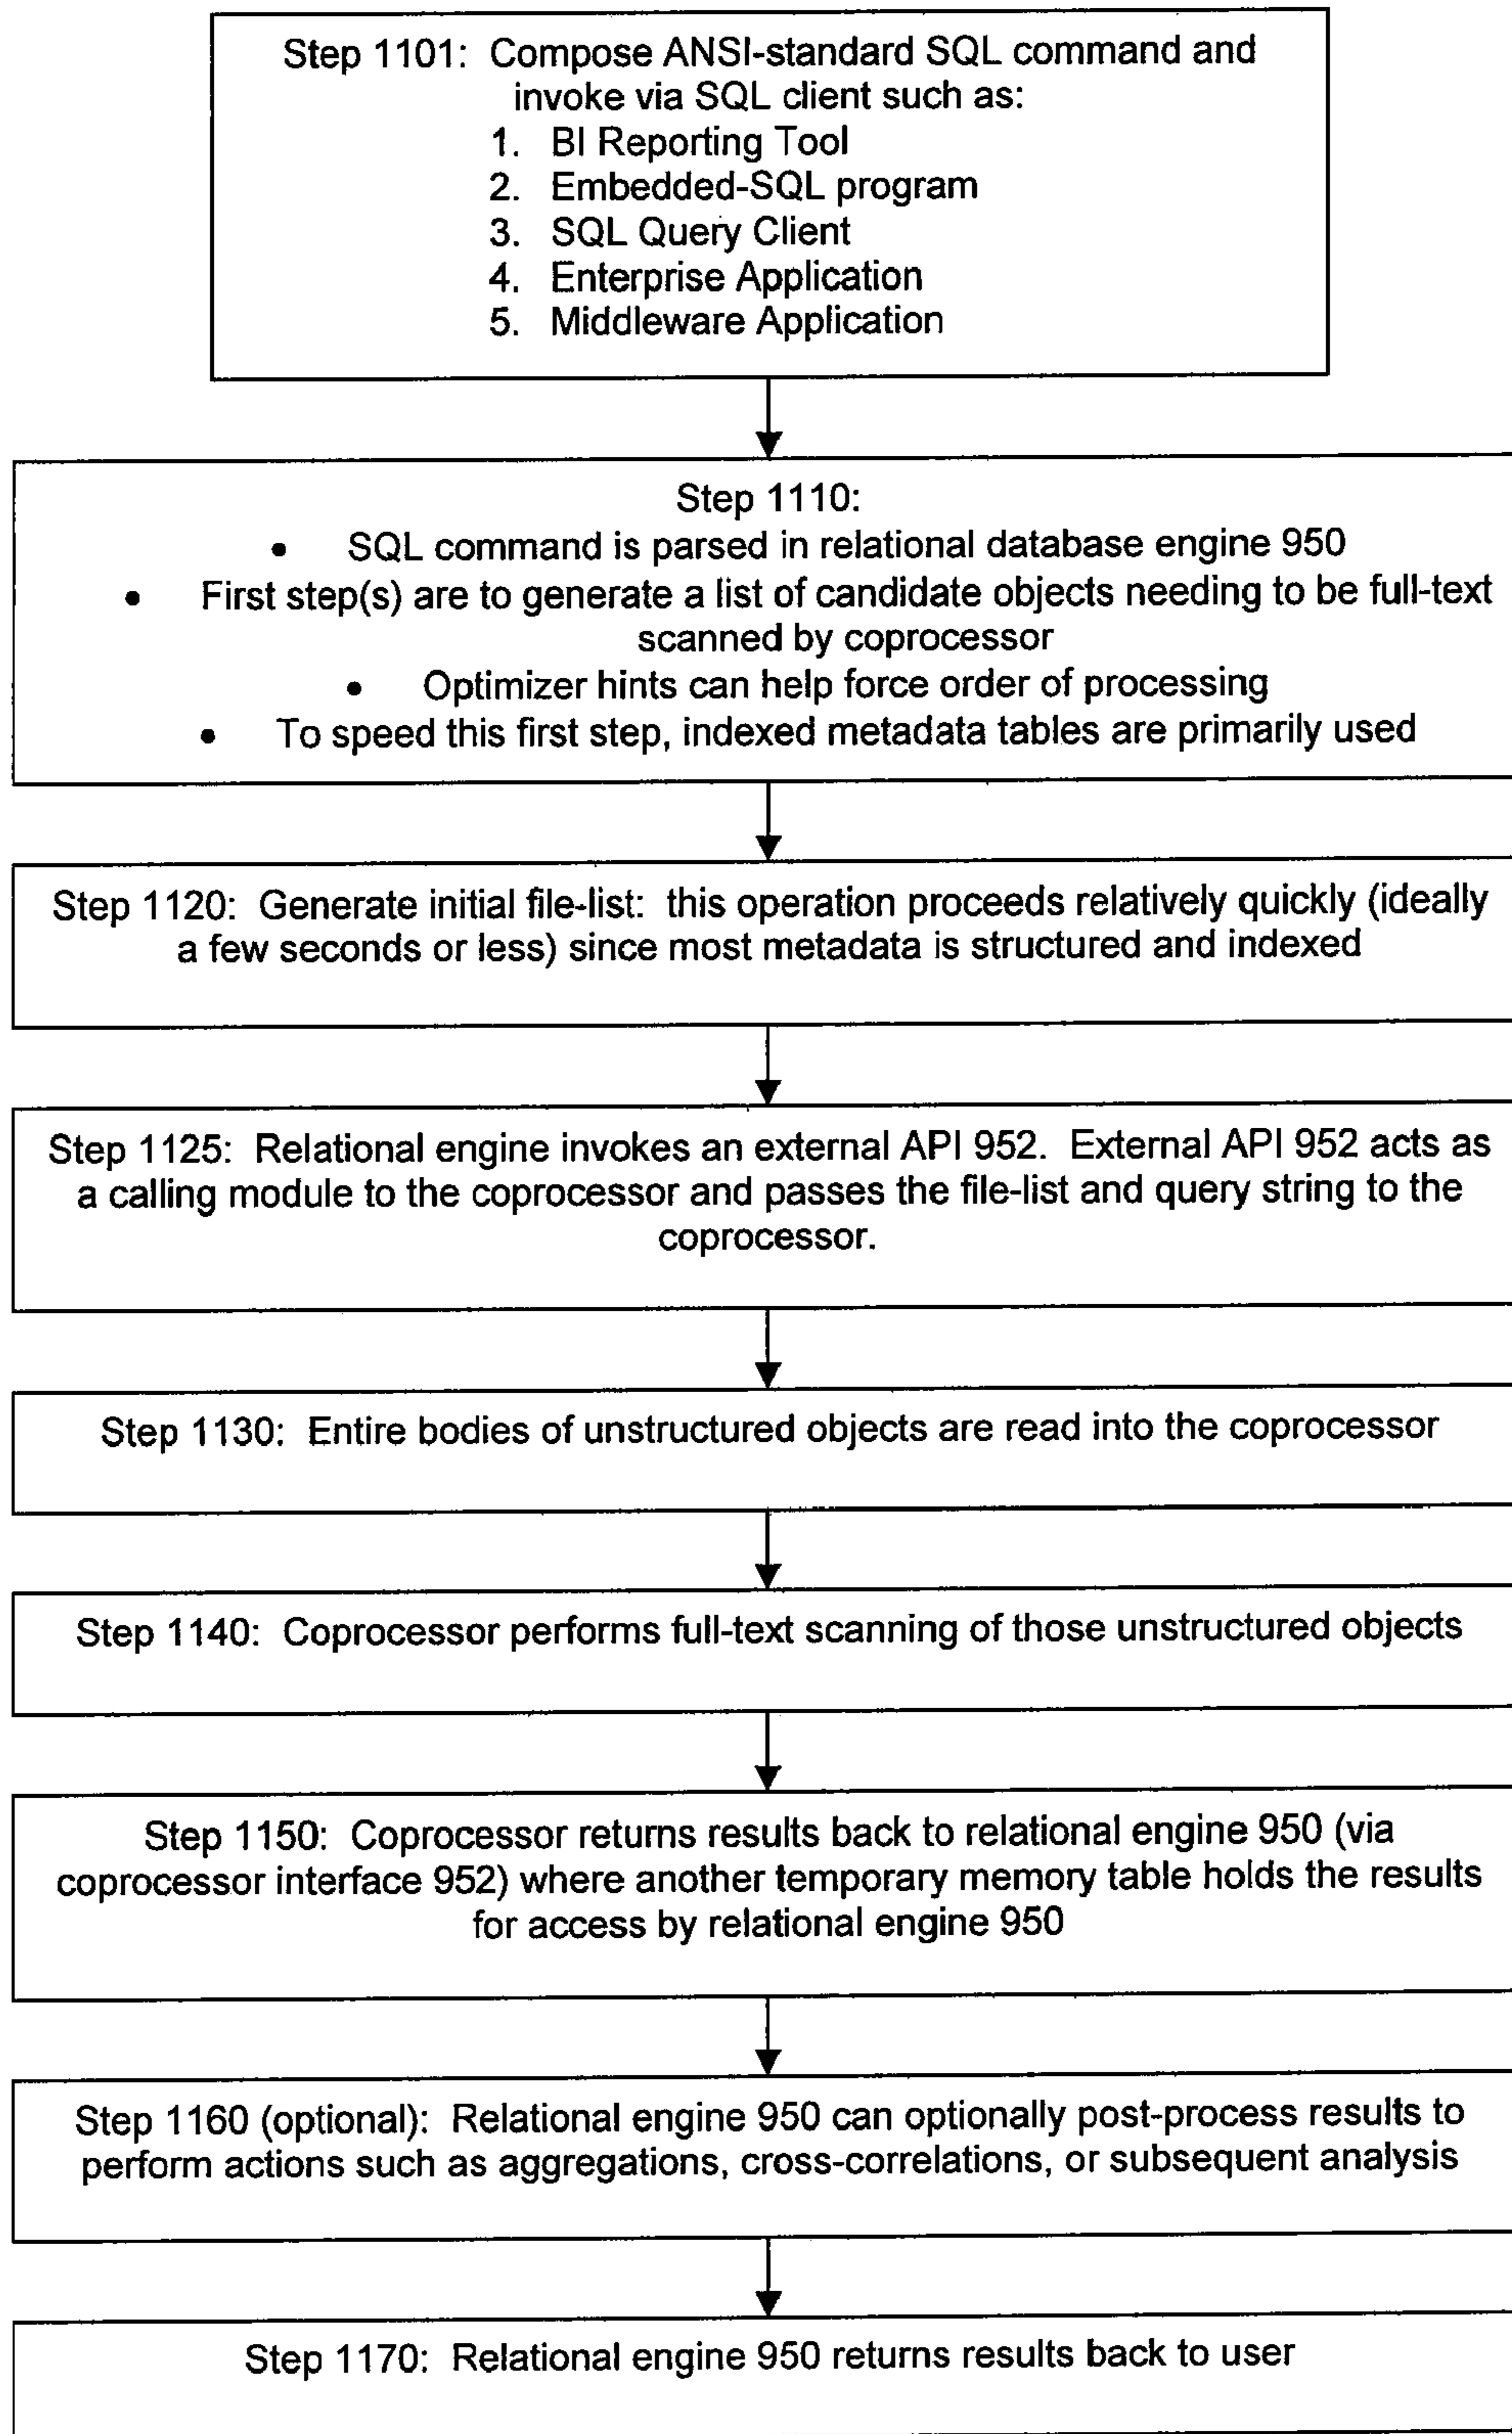 Step 1101: Compose ANSI-standard SQL command and
invoke via SQL client such as:
1. BI Reporting Tool
2. Embedded-SQL program
3. SQL Query Client
4. Enterprise Application
5. Middleware Application
Step 1110:
• SQL command is parsed in relational database engine 950
• First step(s) are to generate a list of candidate objects needing to be full-text
scanned by coprocessor
• Optimizer hints can help force order of processing
• To speed this first step, indexed metadata tables are primarily used
Step 1120: Generate initial file-list: this operation proceeds relatively quickly (ideally
a few seconds or less) since most metadata is structured and indexed
Step 1125: Relational engine invokes an external API 952. External API 952 acts as
a calling module to the coprocessor and passes the file-list and query string to the
coprocessor.
Step 1130: Entire bodies of unstructured objects are read into the coprocessor
Step 1140: Coprocessor performs full-text scanning of those unstructured objects
Step 1150: Coprocessor returns results back to relational engine 950 (via
coprocessor interface 952) where another temporary memory table holds the results
for access by relational engine 950
Step 1160 (optional): Relational engine 950 can optionally post-process results to
perform actions such as aggregations, cross-correlations, or subsequent analysis
Step 1170: Relational engine 950 returns results back to user